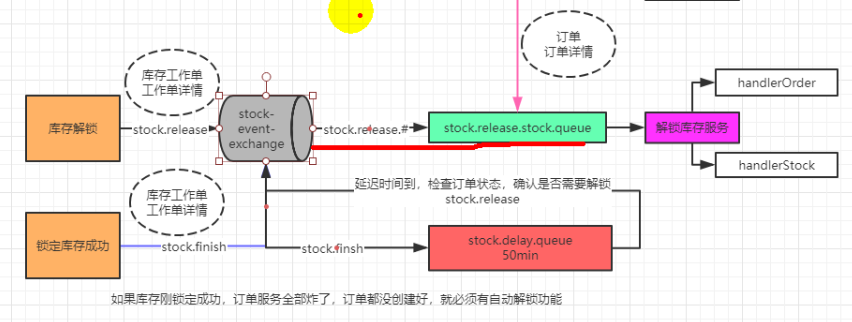 订单
订单详情
库存工作单
工作单详情
handlerOrder
库存解锁
stock.release
stock-
event-
exchange
stock.release.#
stock.release.stock.queue
解锁库存服务
handlerStock
库存工作单
工作单详情
延迟时间到，检查订单状态，确认是否需要解锁
stock.release
锁定库存成功
stock.finish
stock.finsh
stock.delay.queue
50min
如果库存刚锁定成功，订单服务全部炸了，订单都没创建好，就必须有自动解锁功能